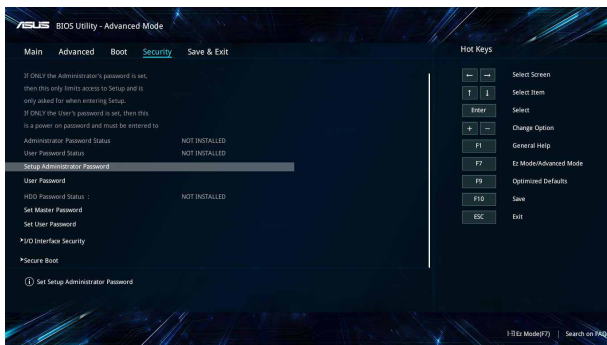 ASUS BIOS Utility - Advanced Mode
Main Advanced Boot Security Save & Exit
Hot Keys
If ONLY the Administrator's password is set,
then this only limits access to Setup and is
only asked for when entering Setup.
If ONLY the User's password is set, then this
is a power on password and must be entered to
Administrator Password Status NOT INSTALLED
User Password Status NOT INSTALLED
Setup Administrator Password
User Password
HDD Password Status : NOT INSTALLED
Set Master Password
Set User Password
>I/O Interface Security
>Secure Boot
Set Setup Administrator Password
← → Select Screen
↑ ↓ Select Item
Enter Select
+ − Change Option
F1 General Help
F7 Ez Mode/Advanced Mode
F9 Optimized Defaults
F10 Save
ESC Exit
Ez Mode(F7) | Search on FAQ